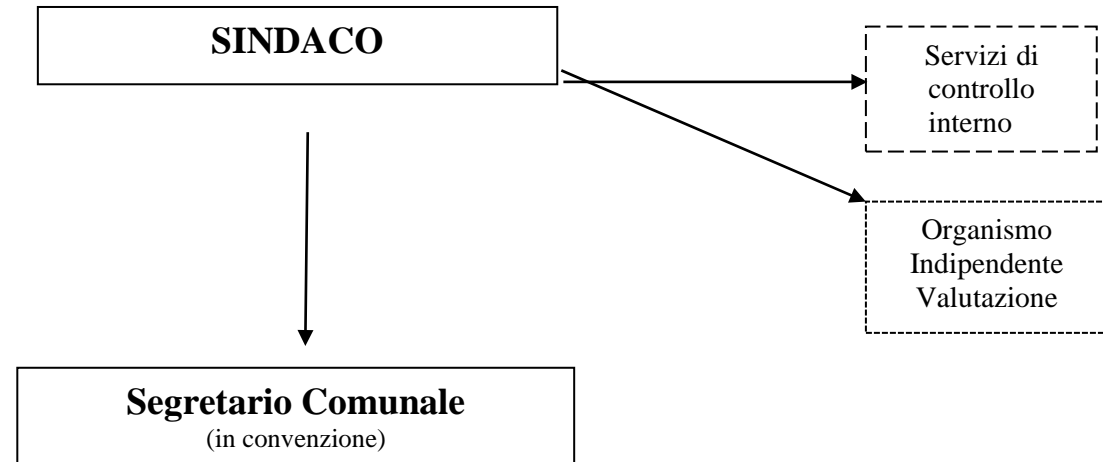 SINDACO
Servizi di
controllo
interno
Organismo
Indipendente
Valutazione
Segretario Comunale
(in convenzione)